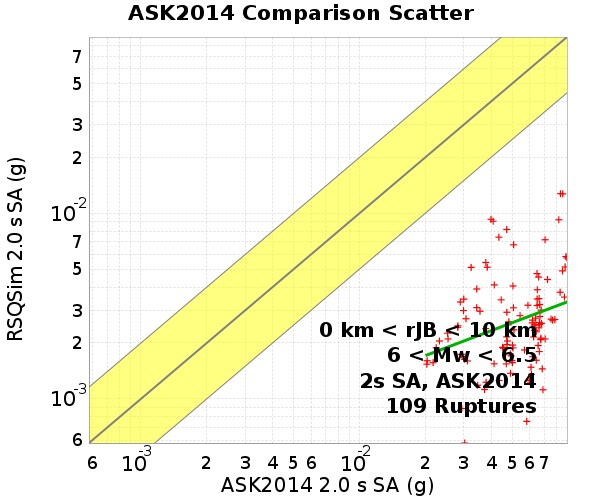 ASK2014 Comparison Scatter
RSQSim 2.0 s SA (g)
7
5
3
2
10-2
7
5
3
2
10-3
6
0 km < rJB < 10 km
6 < Mw < 6.5
2s SA, ASK2014
109 Ruptures
6 10-3 2 3 4 5 6 10-2 2 3 4 5 6 7
ASK2014 2.0 s SA (g)